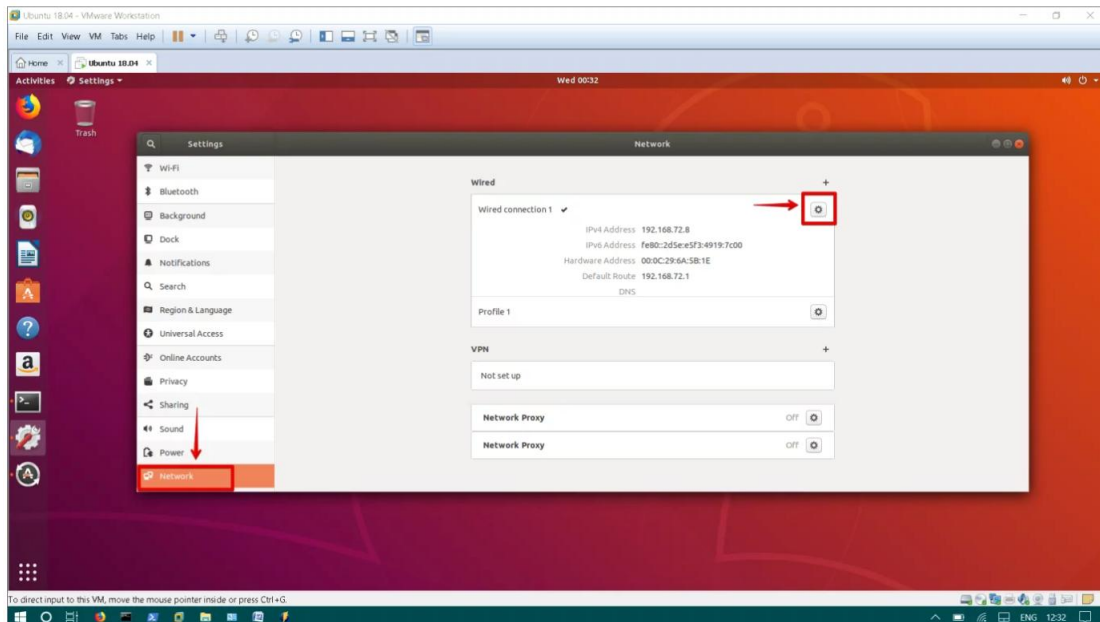 Ubuntu 18.04 - VMware Workstation
File Edit View VM Tabs Help
Home
Ubuntu 18.04
Activities Settings Wed 00:32
Trash
Settings Network
Wi-Fi
Bluetooth
Background
Dock
Notifications
Search
Region & Language
Universal Access
Online Accounts
Privacy
Sharing
Sound
Power
Network
Wired
Wired connection 1
IPv4 Address 192.168.72.8
IPv6 Address fe80::2d5e:e5f3:4919:7c00
Hardware Address 00:0C:29:6A:5B:1E
Default Route 192.168.72.1
DNS
Profile 1
VPN
Not set up
Network Proxy Off
Network Proxy Off
To direct input to this VM, move the mouse pointer inside or press Ctrl+G.
ENG 12:32